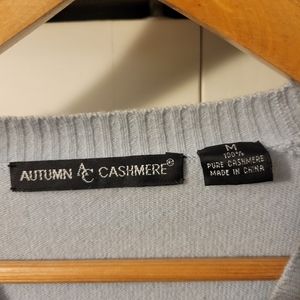 AUTUMN AC CASHMERE®
M
100%
PURE CASHMERE
MADE IN CHINA